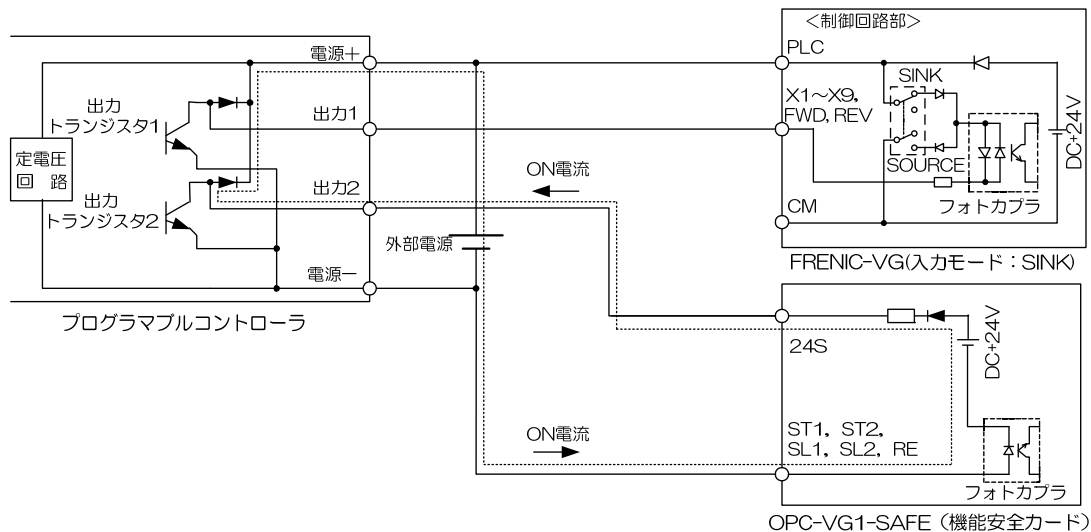 電源+
出力
トランジスタ1
出力1
定電圧
回 路
出力
トランジスタ2
出力2
電源-
プログラマブルコントローラ
外部電源
ON電流
ON電流
<制御回路部>
PLC
SINK
X1~X9,
FWD, REV
SOURCE
DC+24V
フォトカプラ
CM
FRENIC-VG(入力モード:SINK)
24S
DC+24V
ST1, ST2,
SL1, SL2, RE
フォトカプラ
OPC-VG1-SAFE(機能安全カード)